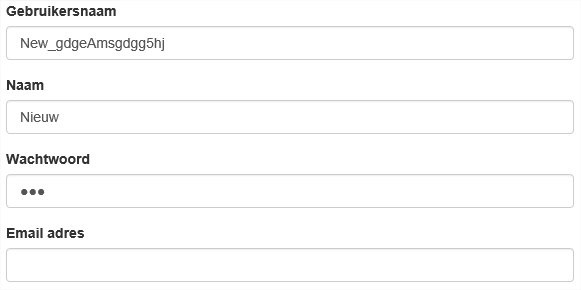 Gebruikersnaam
New_gdgeAmsgdgg5hj
Naam
Nieuw
Wachtwoord
●●●
Email adres